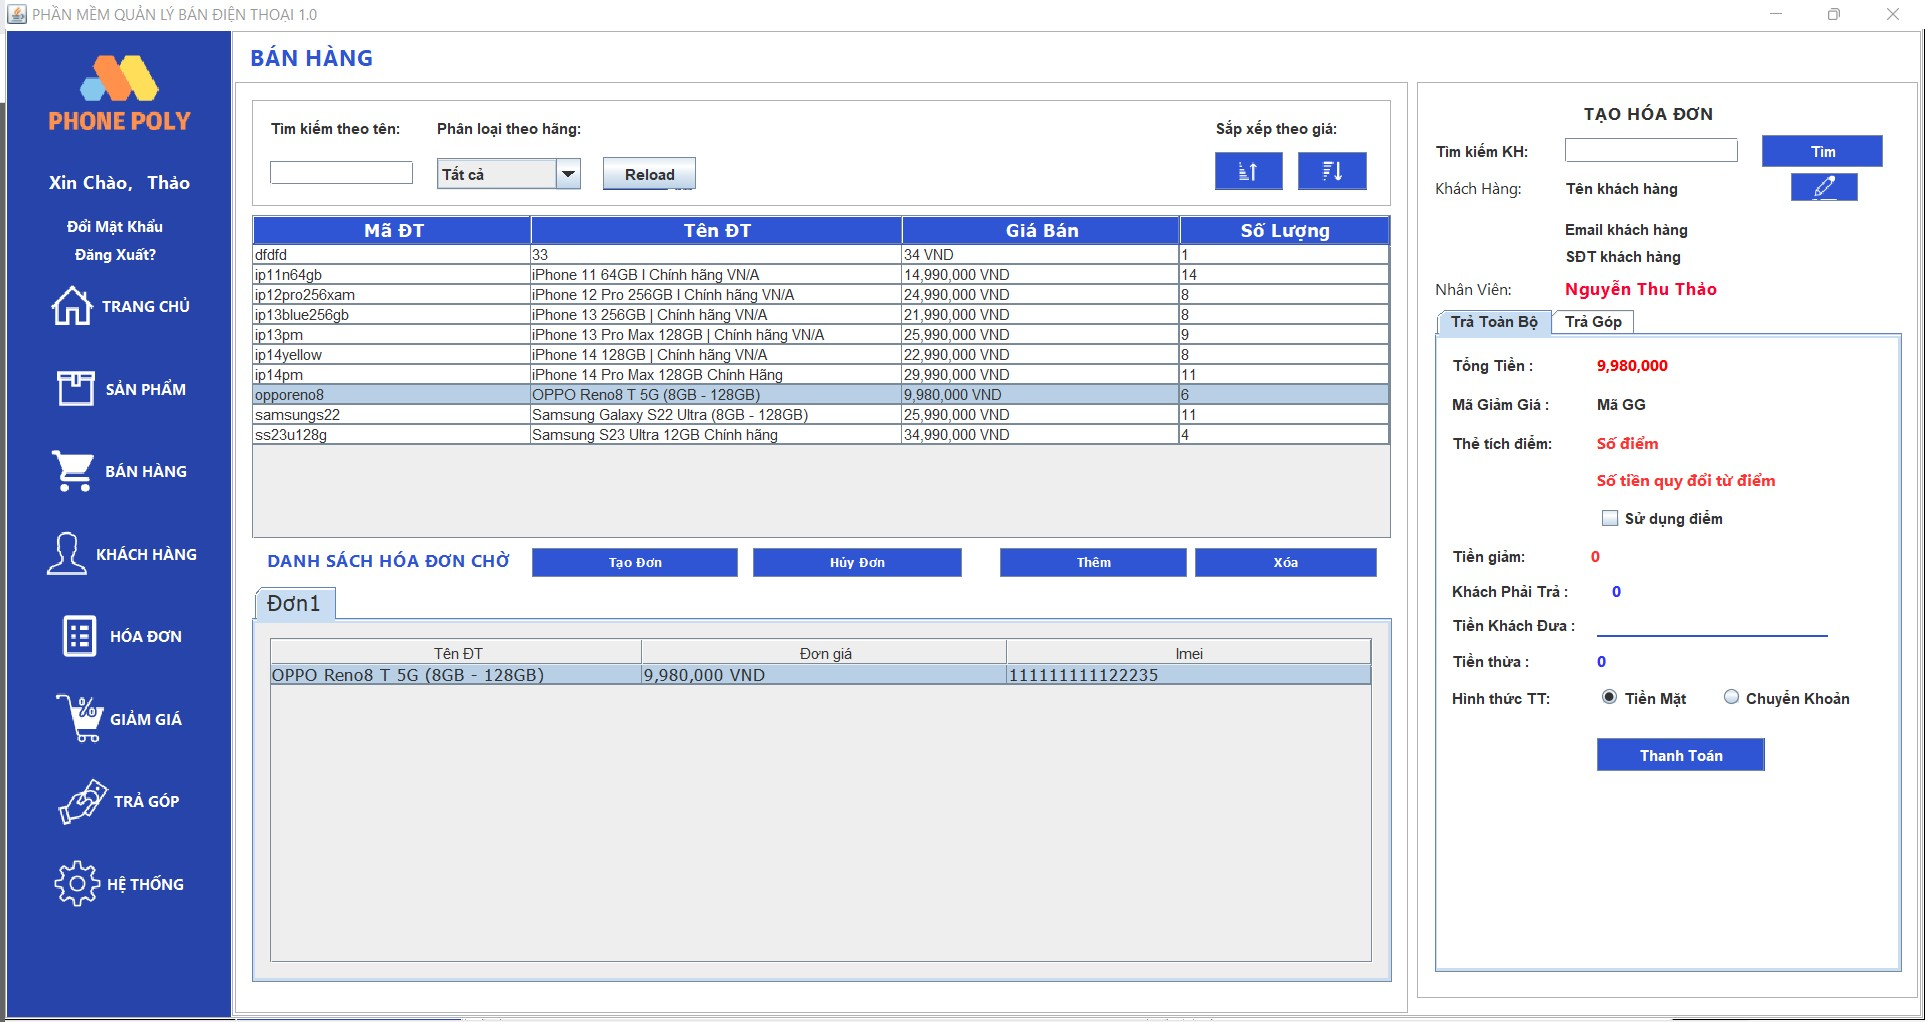 PHẦN MỀM QUẢN LÝ BÁN ĐIỆN THOẠI 1.0
PHONE POLY
Xin Chào, Thảo
Đổi Mật Khẩu
Đăng Xuất?
TRANG CHỦ
SẢN PHẨM
BÁN HÀNG
KHÁCH HÀNG
HÓA ĐƠN
GIẢM GIÁ
TRẢ GÓP
HỆ THỐNG
BÁN HÀNG
Tìm kiếm theo tên: Phân loại theo hãng: Sắp xếp theo giá:
Tất cả Reload
Mã ĐT Tên ĐT Giá Bán Số Lượng
dfdfd 33 34 VND 1
ip11n64gb iPhone 11 64GB I Chính hãng VN/A 14,990,000 VND 14
ip12pro256xam iPhone 12 Pro 256GB I Chính hãng VN/A 24,990,000 VND 8
ip13blue256gb iPhone 13 256GB | Chính hãng VN/A 21,990,000 VND 8
ip13pm iPhone 13 Pro Max 128GB | Chính hãng VN/A 25,990,000 VND 9
ip14yellow iPhone 14 128GB | Chính hãng VN/A 22,990,000 VND 8
ip14pm iPhone 14 Pro Max 128GB Chính Hãng 29,990,000 VND 11
opporeno8 OPPO Reno8 T 5G (8GB - 128GB) 9,980,000 VND 6
samsungs22 Samsung Galaxy S22 Ultra (8GB - 128GB) 25,990,000 VND 11
ss23u128g Samsung S23 Ultra 12GB Chính hãng 34,990,000 VND 4
DANH SÁCH HÓA ĐƠN CHỜ Tạo Đơn Hủy Đơn Thêm Xóa
Đơn1
Tên ĐT Đơn giá Imei
OPPO Reno8 T 5G (8GB - 128GB) 9,980,000 VND 111111111122235
TẠO HÓA ĐƠN
Tìm kiếm KH: Tìm
Khách Hàng: Tên khách hàng
Email khách hàng
SĐT khách hàng
Nhân Viên: Nguyễn Thu Thảo
Trả Toàn Bộ Trả Góp
Tổng Tiền : 9,980,000
Mã Giảm Giá : Mã GG
Thẻ tích điểm: Số điểm
Số tiền quy đổi từ điểm
Sử dụng điểm
Tiền giảm: 0
Khách Phải Trả : 0
Tiền Khách Đưa :
Tiền thừa : 0
Hình thức TT: Tiền Mặt Chuyển Khoản
Thanh Toán